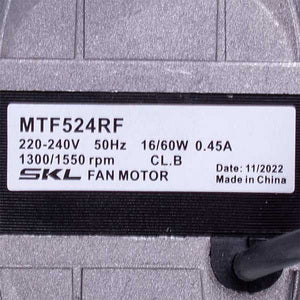 MTF524RF
220-240V 50Hz 16/60W 0.45A
1300/1550 rpm CL.B
Date: 11/2022
SKL FAN MOTOR
Made in China